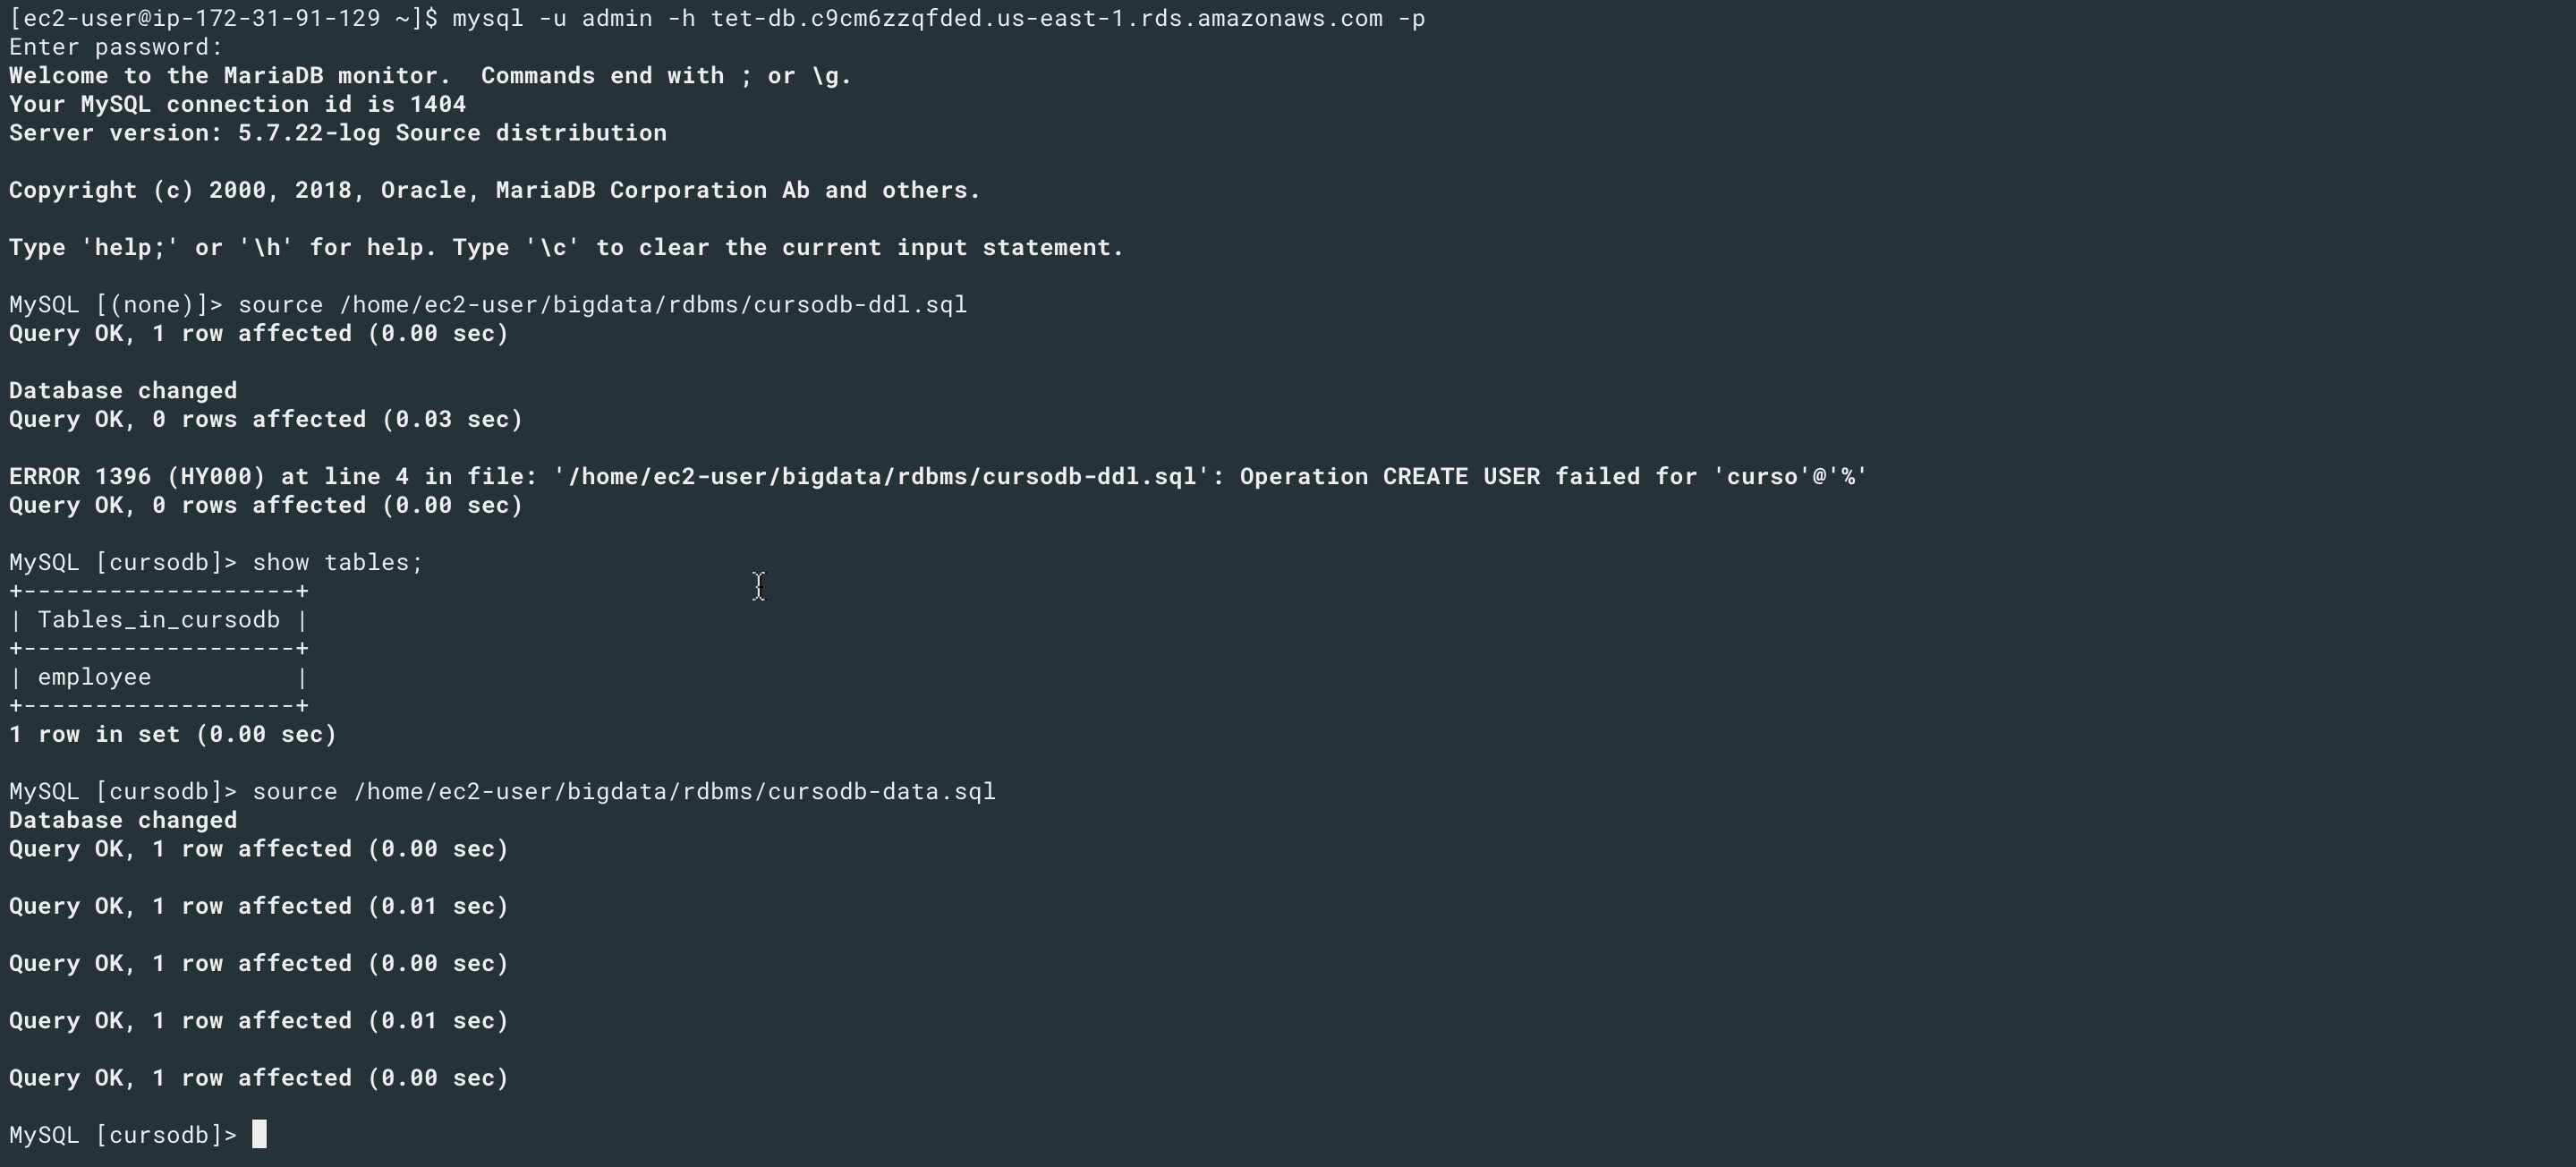 [ec2-user@ip-172-31-91-129 ~]$ mysql -u admin -h tet-db.c9cm6zzqfded.us-east-1.rds.amazonaws.com -p
Enter password:
Welcome to the MariaDB monitor.  Commands end with ; or \g.
Your MySQL connection id is 1404
Server version: 5.7.22-log Source distribution

Copyright (c) 2000, 2018, Oracle, MariaDB Corporation Ab and others.

Type 'help;' or '\h' for help. Type '\c' to clear the current input statement.

MySQL [(none)]> source /home/ec2-user/bigdata/rdbms/cursodb-ddl.sql
Query OK, 1 row affected (0.00 sec)

Database changed
Query OK, 0 rows affected (0.03 sec)

ERROR 1396 (HY000) at line 4 in file: '/home/ec2-user/bigdata/rdbms/cursodb-ddl.sql': Operation CREATE USER failed for 'curso'@'%'
Query OK, 0 rows affected (0.00 sec)

MySQL [cursodb]> show tables;
+-------------------+
| Tables_in_cursodb |
+-------------------+
| employee          |
+-------------------+
1 row in set (0.00 sec)

MySQL [cursodb]> source /home/ec2-user/bigdata/rdbms/cursodb-data.sql
Database changed
Query OK, 1 row affected (0.00 sec)

Query OK, 1 row affected (0.01 sec)

Query OK, 1 row affected (0.00 sec)

Query OK, 1 row affected (0.01 sec)

Query OK, 1 row affected (0.00 sec)

MySQL [cursodb]>